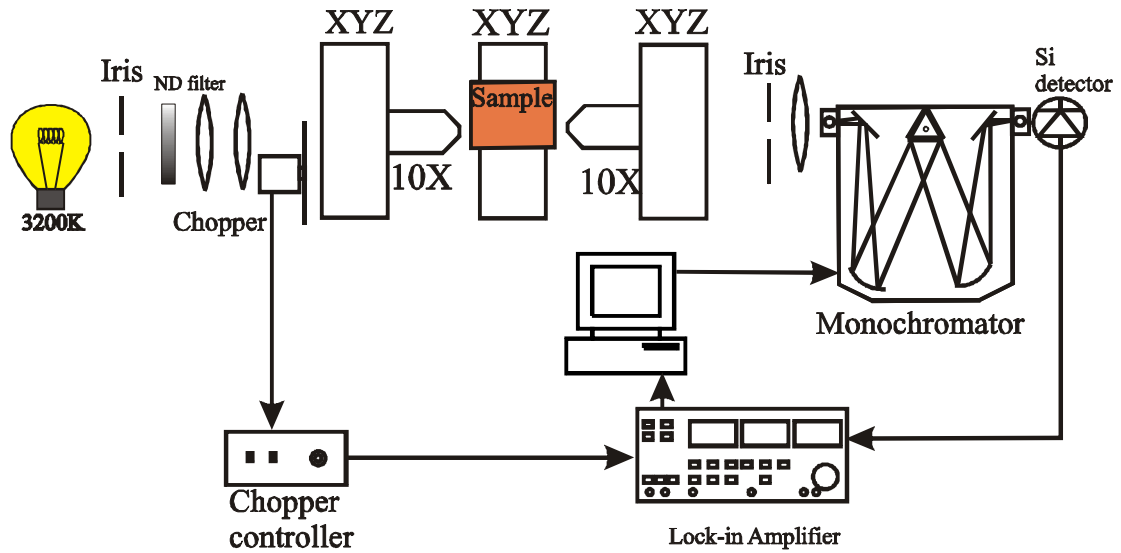 XYZ
XYZ
XYZ
Iris
ND filter
Iris
Si
detector
Sample
10X
10X
3200K
Chopper
Monochromator
Chopper
controller
Lock-in Amplifier